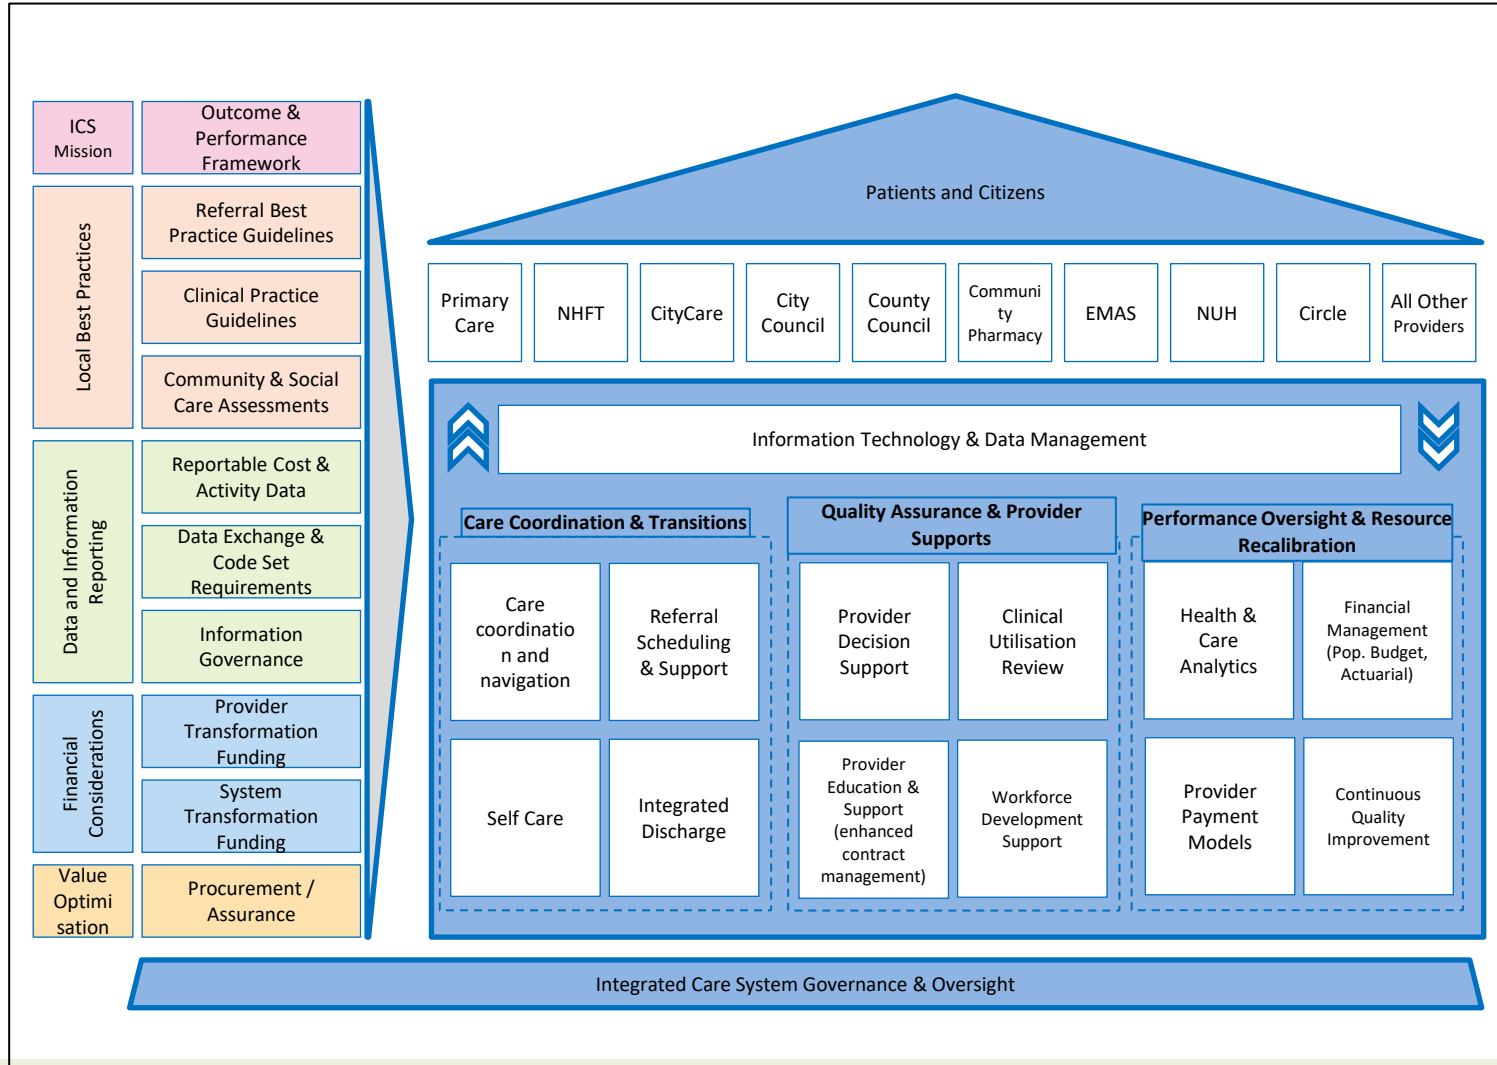 ICS
Mission
Outcome &
Performance
Framework
Local Best Practices
Referral Best
Practice Guidelines
Clinical Practice
Guidelines
Community & Social
Care Assessments
Data and Information
Reporting
Reportable Cost &
Activity Data
Data Exchange &
Code Set
Requirements
Information
Governance
Financial
Considerations
Provider
Transformation
Funding
System
Transformation
Funding
Value
Optimi
sation
Procurement /
Assurance
Patients and Citizens
Primary
Care
NHFT
CityCare
City
Council
County
Council
Communi
ty
Pharmacy
EMAS
NUH
Circle
All Other
Providers
Information Technology & Data Management
Care Coordination & Transitions
Care
coordinatio
n and
navigation
Referral
Scheduling
& Support
Self Care
Integrated
Discharge
Quality Assurance & Provider
Supports
Provider
Decision
Support
Clinical
Utilisation
Review
Provider
Education &
Support
(enhanced
contract
management)
Workforce
Development
Support
Performance Oversight & Resource
Recalibration
Health &
Care
Analytics
Financial
Management
(Pop. Budget,
Actuarial)
Provider
Payment
Models
Continuous
Quality
Improvement
Integrated Care System Governance & Oversight